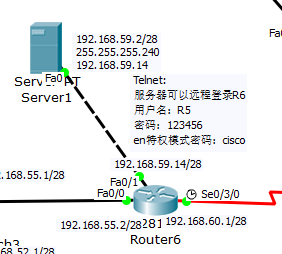 192.168.59.2/28
255.255.255.240
192.168.59.14
Fa
Fa0
Server1
Telnet:
服务器可以远程登录R6
用户名：R5
密码：123456
en特权模式密码：cisco
192.168.59.14/28
.168.55.1/28
Fa0/1
Fa0/0
Se0/3/0
192.168.55.2/28
281
192.168.60.1/28
Router6
ch3
168.52.1/28